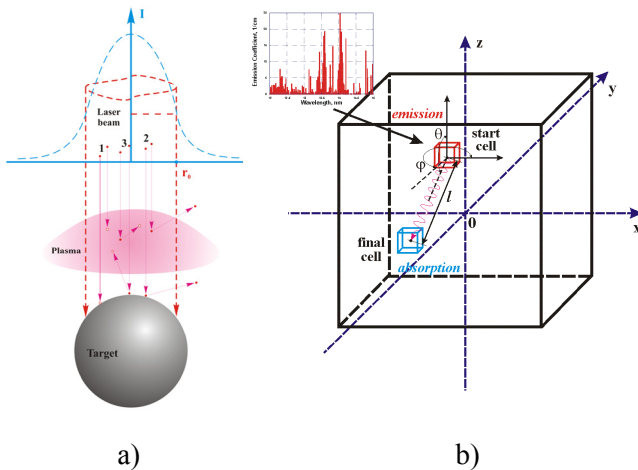 I
Laser
beam
1
3
2
r₀
Plasma
Target
a)
Emission Coefficient, 1/cm
Wavelength, nm
emission
z
y
x
0
θ
φ
l
start
cell
final
cell
absorption
b)